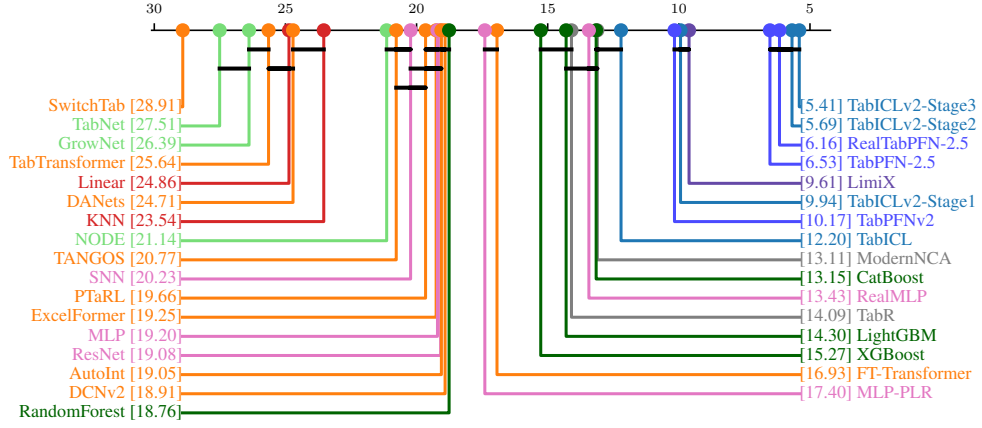 30 25 20 15 10 5
SwitchTab [28.91] [5.41] TabICLv2-Stage3
TabNet [27.51] [5.69] TabICLv2-Stage2
GrowNet [26.39] [6.16] RealTabPFN-2.5
TabTransformer [25.64] [6.53] TabPFN-2.5
Linear [24.86] [9.61] LimiX
DANets [24.71] [9.94] TabICLv2-Stage1
KNN [23.54] [10.17] TabPFNv2
NODE [21.14] [12.20] TabICL
TANGOS [20.77] [13.11] ModernNCA
SNN [20.23] [13.15] CatBoost
PTaRL [19.66] [13.43] RealMLP
ExcelFormer [19.25] [14.09] TabR
MLP [19.20] [14.30] LightGBM
ResNet [19.08] [15.27] XGBoost
AutoInt [19.05] [16.93] FT-Transformer
DCNv2 [18.91] [17.40] MLP-PLR
RandomForest [18.76]